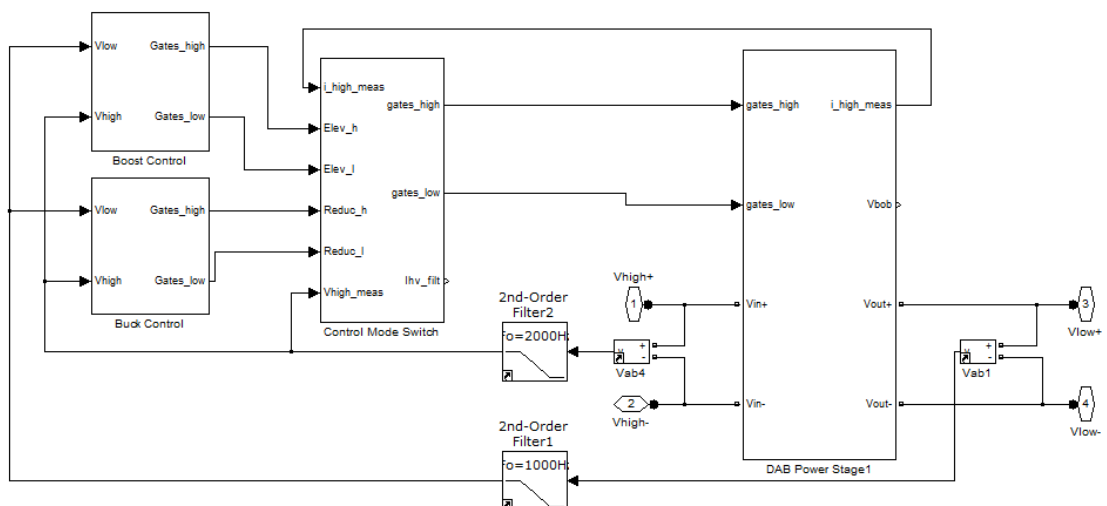 Vlow
Gates_high
Vhigh
Gates_low
Boost Control
Vlow
Gates_high
Vhigh
Gates_low
Buck Control
i_high_meas
gates_high
Elev_h
Elev_l
gates_low
Reduc_h
Reduc_l
Ihv_filt
Vhigh_meas
Control Mode Switch
gates_high
i_high_meas
gates_low
Vbob
Vin+
Vout+
Vin-
Vout-
DAB Power Stage1
Vhigh+
1
2nd-Order
Filter2
Fo=2000Hz
v
+
-
Vab4
2
Vhigh-
2nd-Order
Filter1
Fo=1000Hz
3
Vlow+
v
+
-
Vab1
4
Vlow-